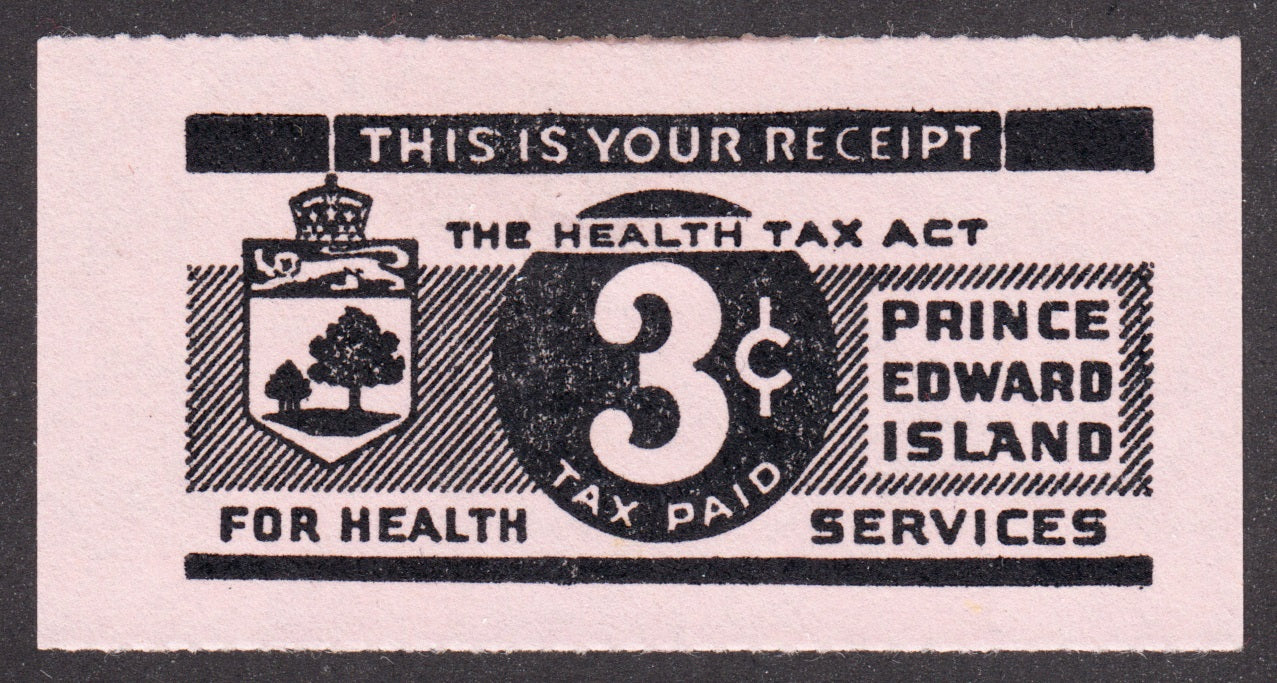 THIS IS YOUR RECEIPT
THE HEALTH TAX ACT
3¢
TAX PAID
PRINCE
EDWARD
ISLAND
FOR HEALTH SERVICES